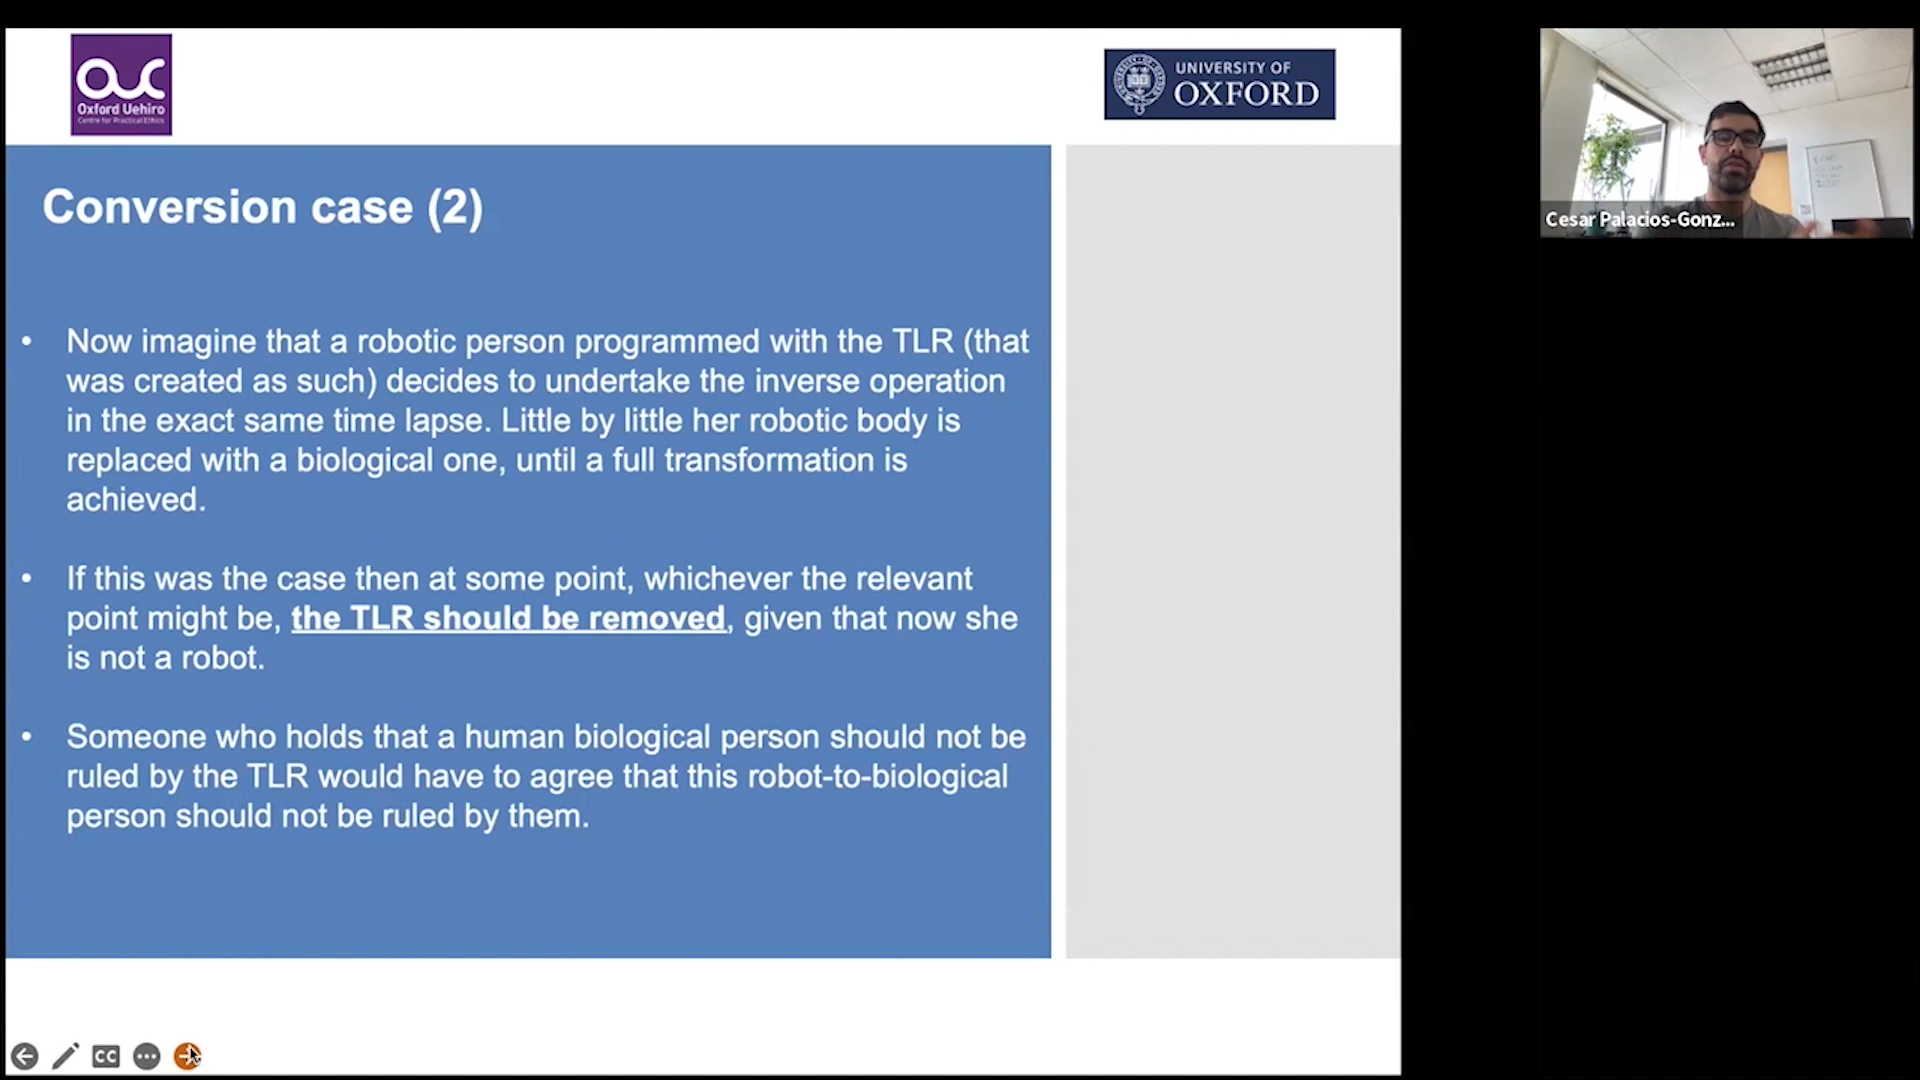 Oxford Uehiro
Centre for Practical Ethics
UNIVERSITY OF
OXFORD
Cesar Palacios-Gonz...
Conversion case (2)
• Now imagine that a robotic person programmed with the TLR (that
was created as such) decides to undertake the inverse operation
in the exact same time lapse. Little by little her robotic body is
replaced with a biological one, until a full transformation is
achieved.
• If this was the case then at some point, whichever the relevant
point might be, the TLR should be removed, given that now she
is not a robot.
• Someone who holds that a human biological person should not be
ruled by the TLR would have to agree that this robot-to-biological
person should not be ruled by them.
CC